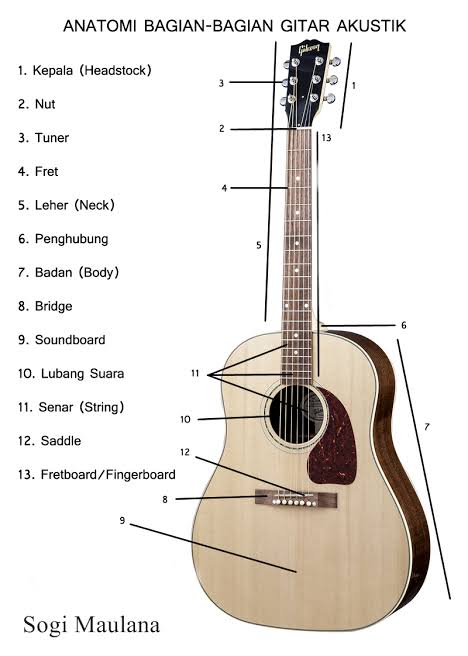 ANATOMI BAGIAN-BAGIAN GITAR AKUSTIK
Gibson
1. Kepala (Headstock)
2. Nut
3. Tuner
4. Fret
5. Leher (Neck)
6. Penghubung
7. Badan (Body)
8. Bridge
9. Soundboard
10. Lubang Suara
11. Senar (String)
12. Saddle
13. Fretboard/Fingerboard
1
3
2
13
4
5
6
11
10
7
12
8
9
Sogi Maulana